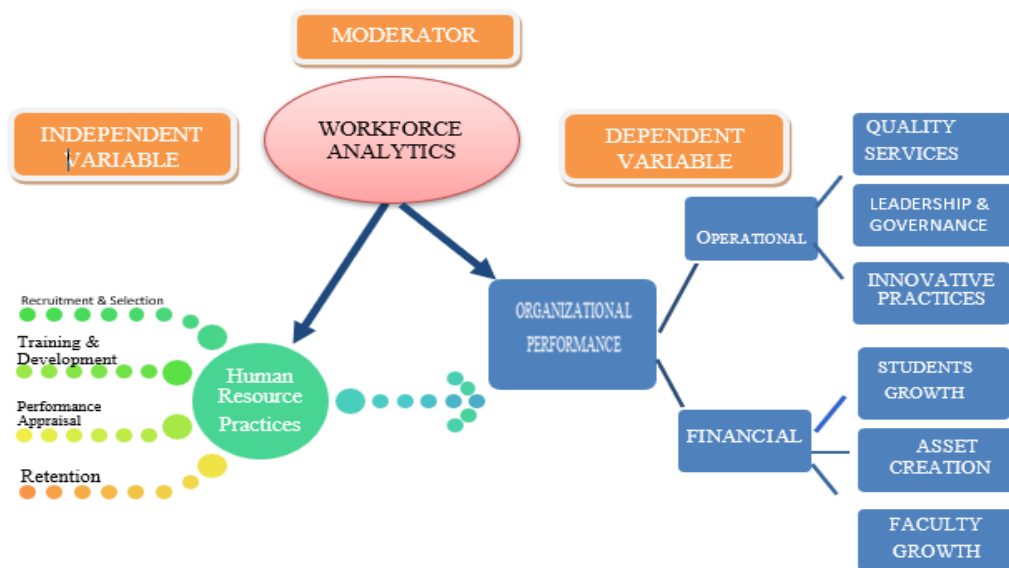 MODERATOR
INDEPENDENT
VARIABLE
WORKFORCE
ANALYTICS
DEPENDENT
VARIABLE
Recruitment & Selection
Training &
Development
Performance
Appraisal
Retention
Human
Resource
Practices
ORGANIZATIONAL
PERFORMANCE
OPERATIONAL
FINANCIAL
QUALITY
SERVICES
LEADERSHIP &
GOVERNANCE
INNOVATIVE
PRACTICES
STUDENTS
GROWTH
ASSET
CREATION
FACULTY
GROWTH